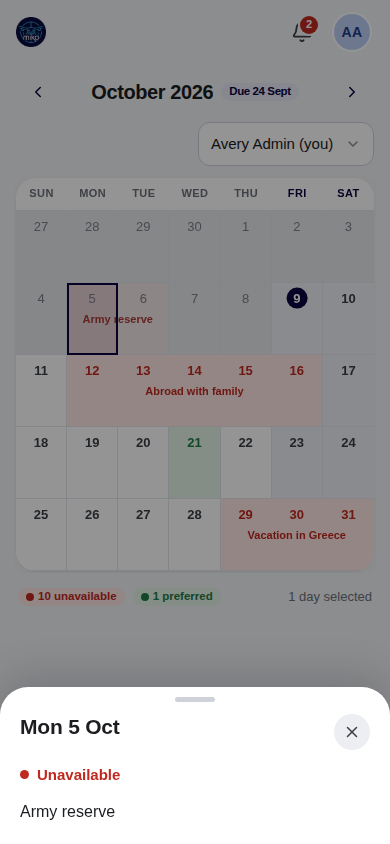 miko
2
AA
October 2026 Due 24 Sept
Avery Admin (you)
SUN MON TUE WED THU FRI SAT
27 28 29 30 1 2 3
4 5 6 7 8 9 10
Army reserve
11 12 13 14 15 16 17
Abroad with family
18 19 20 21 22 23 24
25 26 27 28 29 30 31
Vacation in Greece
10 unavailable 1 preferred 1 day selected
Mon 5 Oct
Unavailable
Army reserve